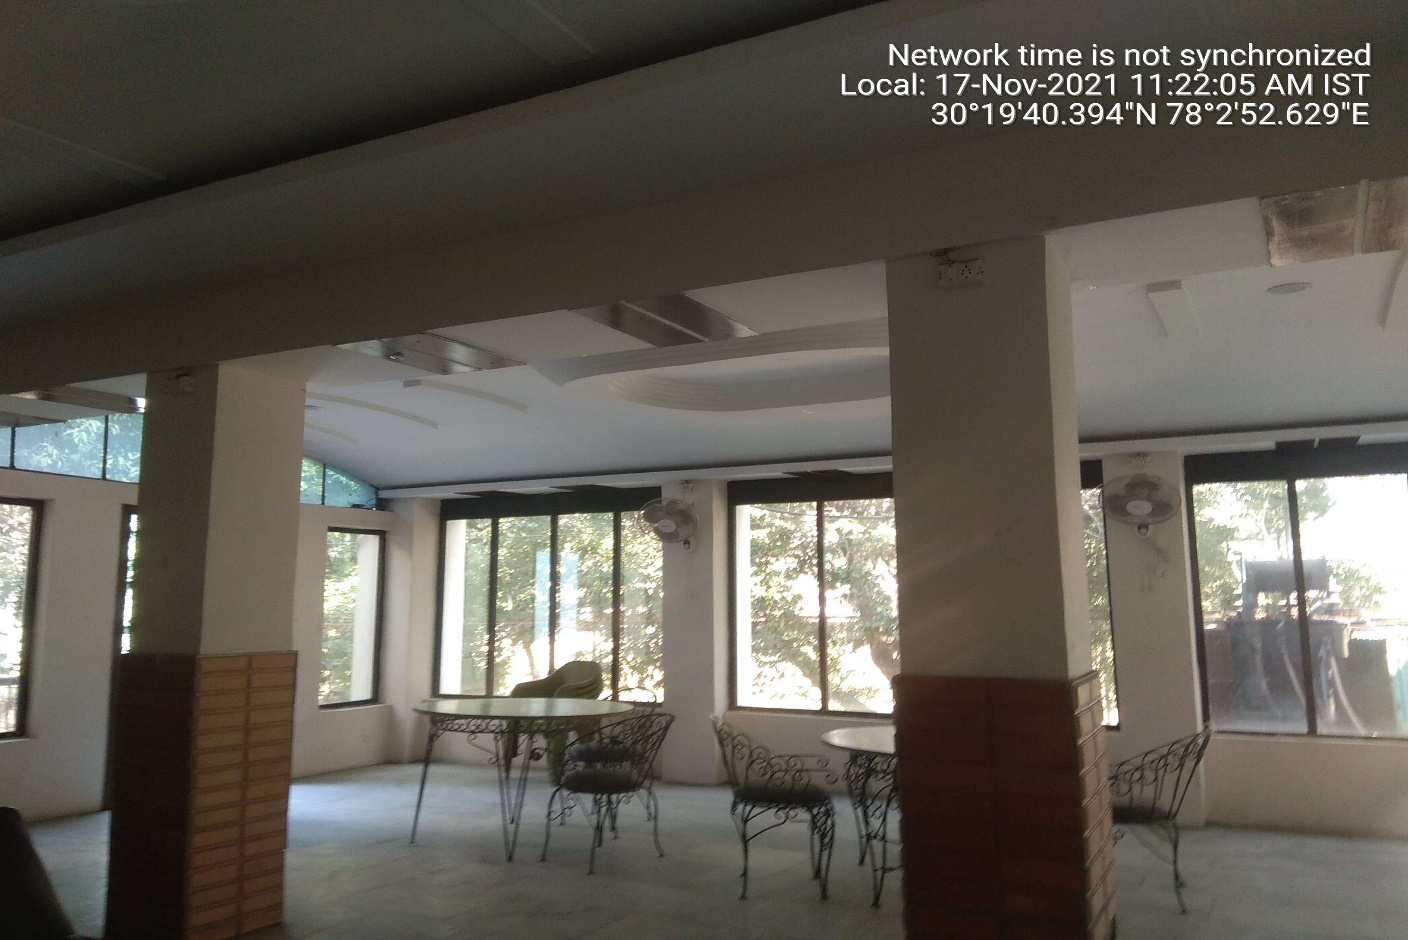 Network time is not synchronized
Local: 17-Nov-2021 11:22:05 AM IST
30°19'40.394"N 78°2'52.629"E